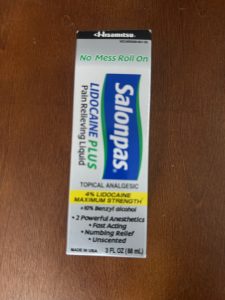 Hisamitsu
No Mess Roll On
Salonpas®
LIDOCAINE PLUS
Pain Relieving Liquid
TOPICAL ANALGESIC
4% LIDOCAINE
MAXIMUM STRENGTH
+10% Benzyl alcohol
• 2 Powerful Anesthetics
• Fast Acting
• Numbing Relief
• Unscented
MADE IN USA
3 FL OZ (88 mL)